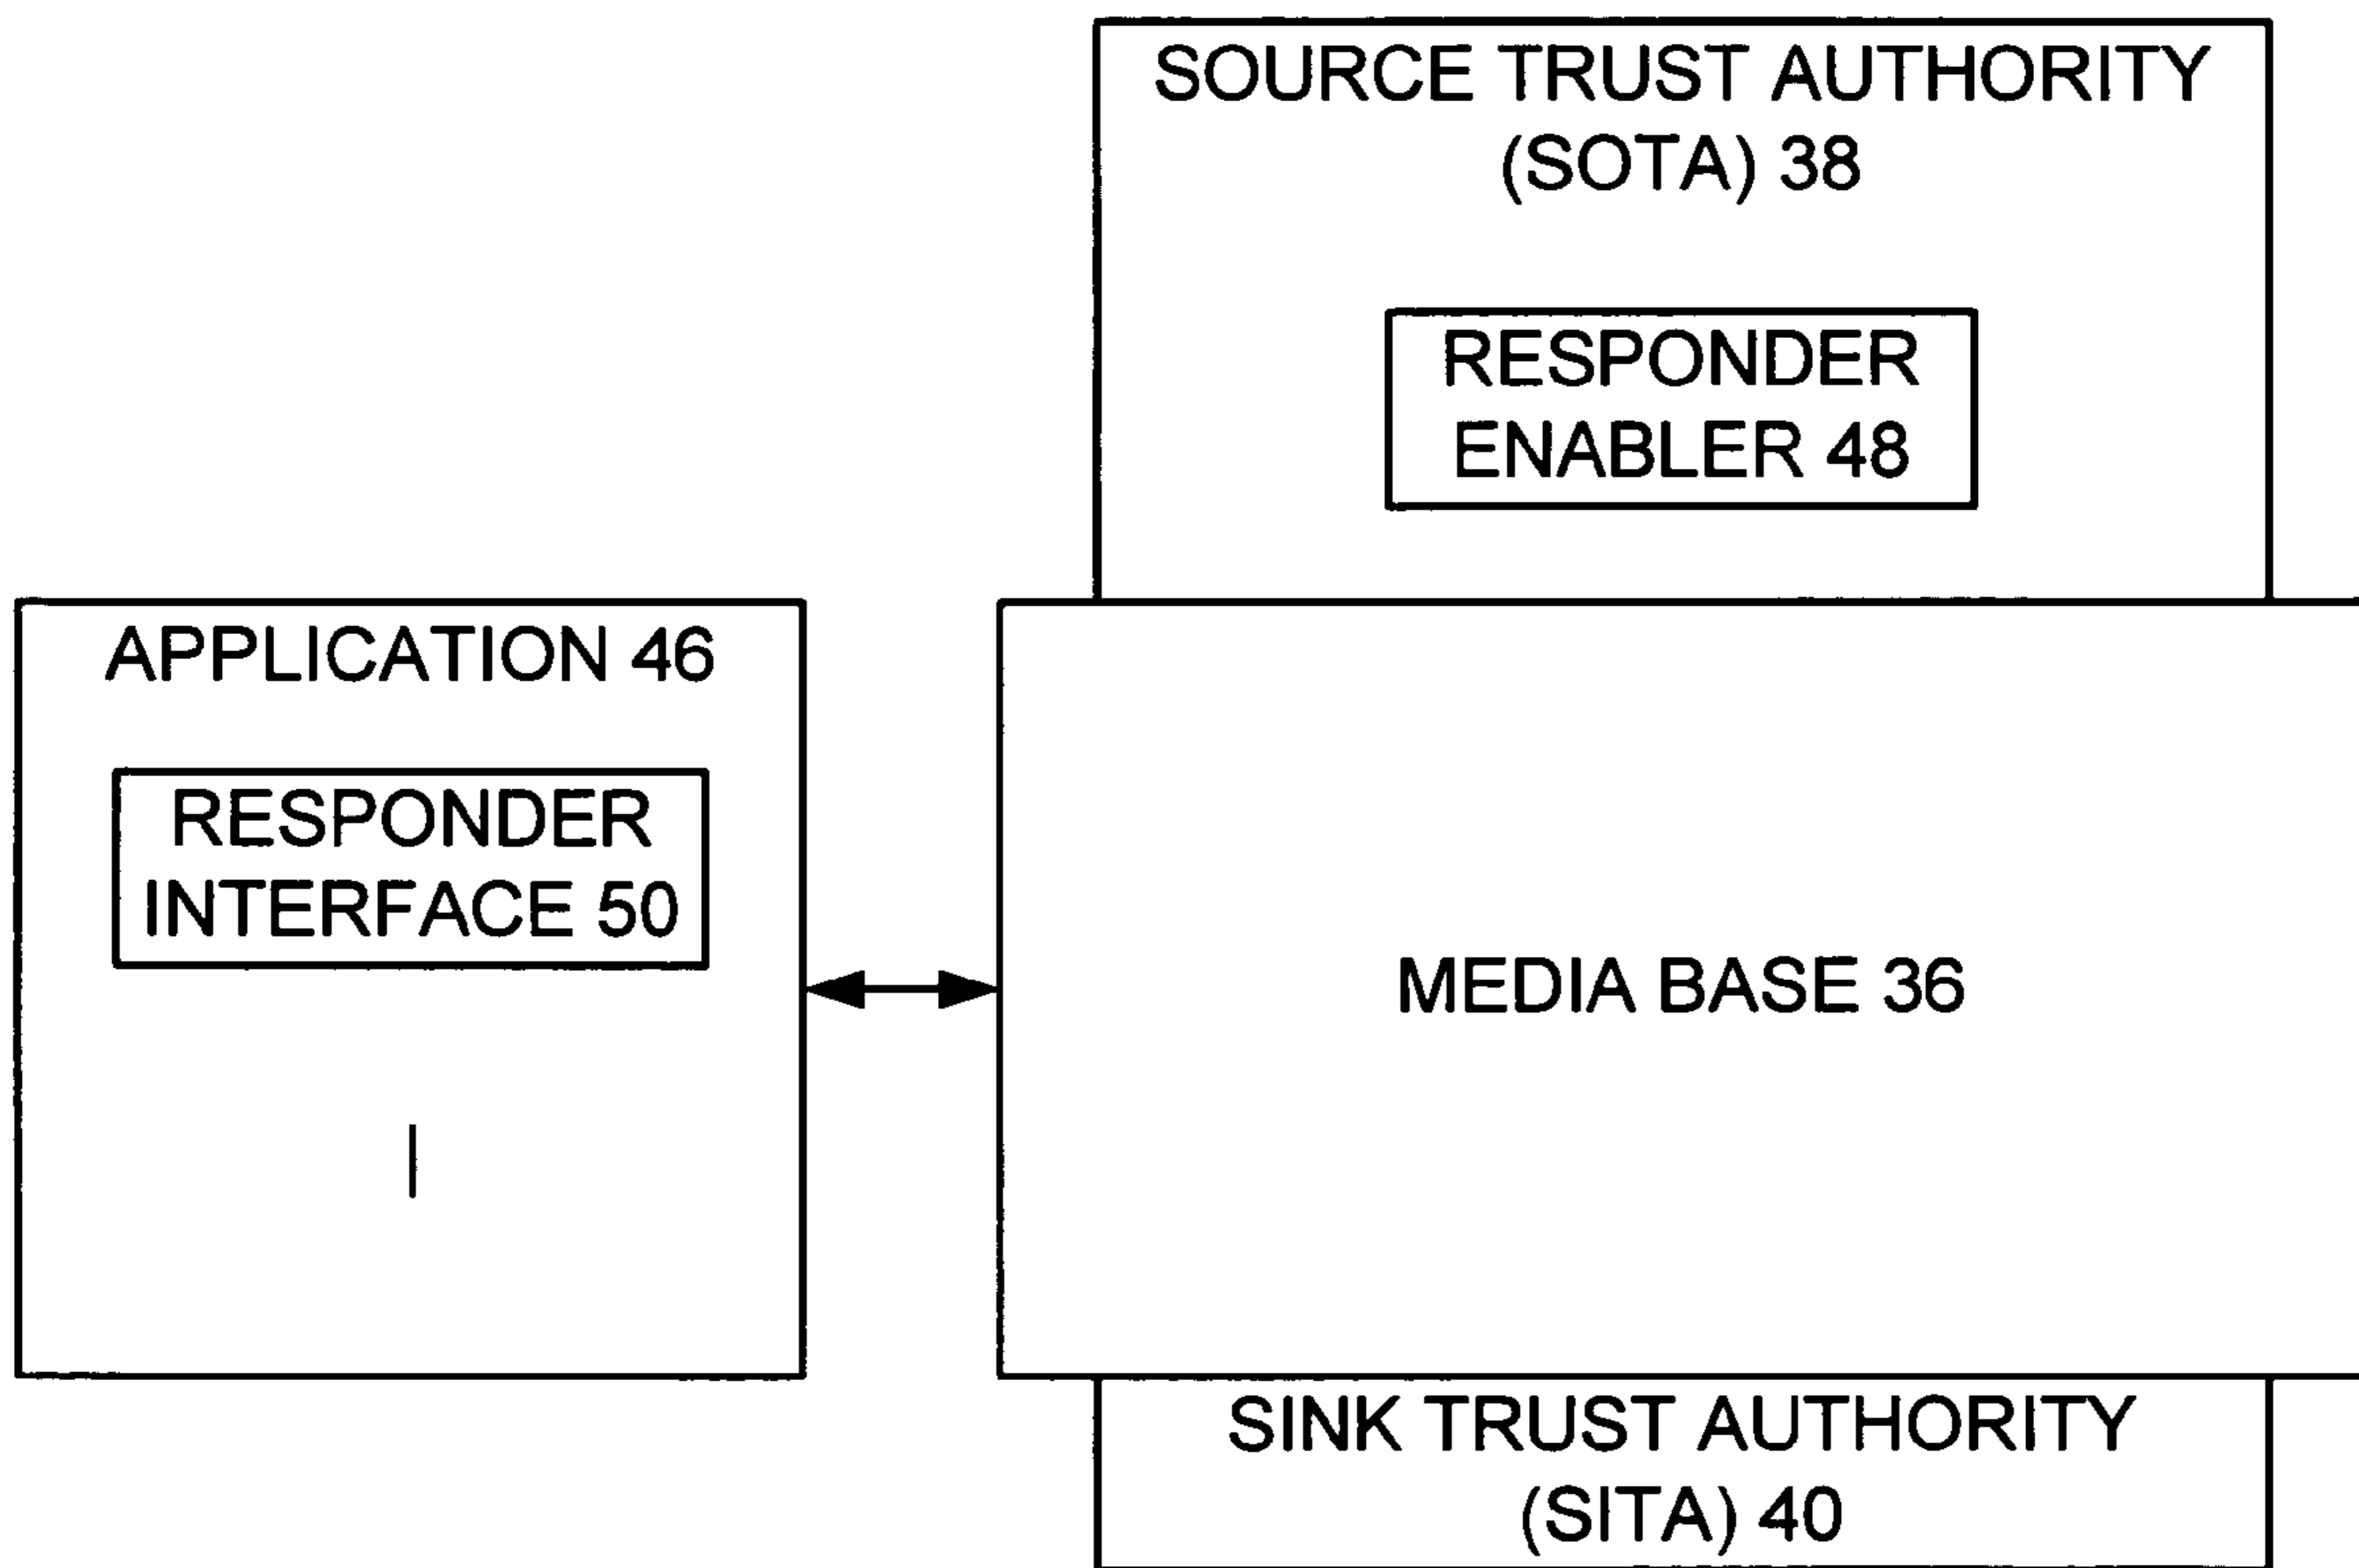 SOURCE TRUST AUTHORITY
(SOTA) 38
RESPONDER
ENABLER 48
APPLICATION 46
RESPONDER
INTERFACE 50
MEDIA BASE 36
SINK TRUST AUTHORITY
(SITA) 40